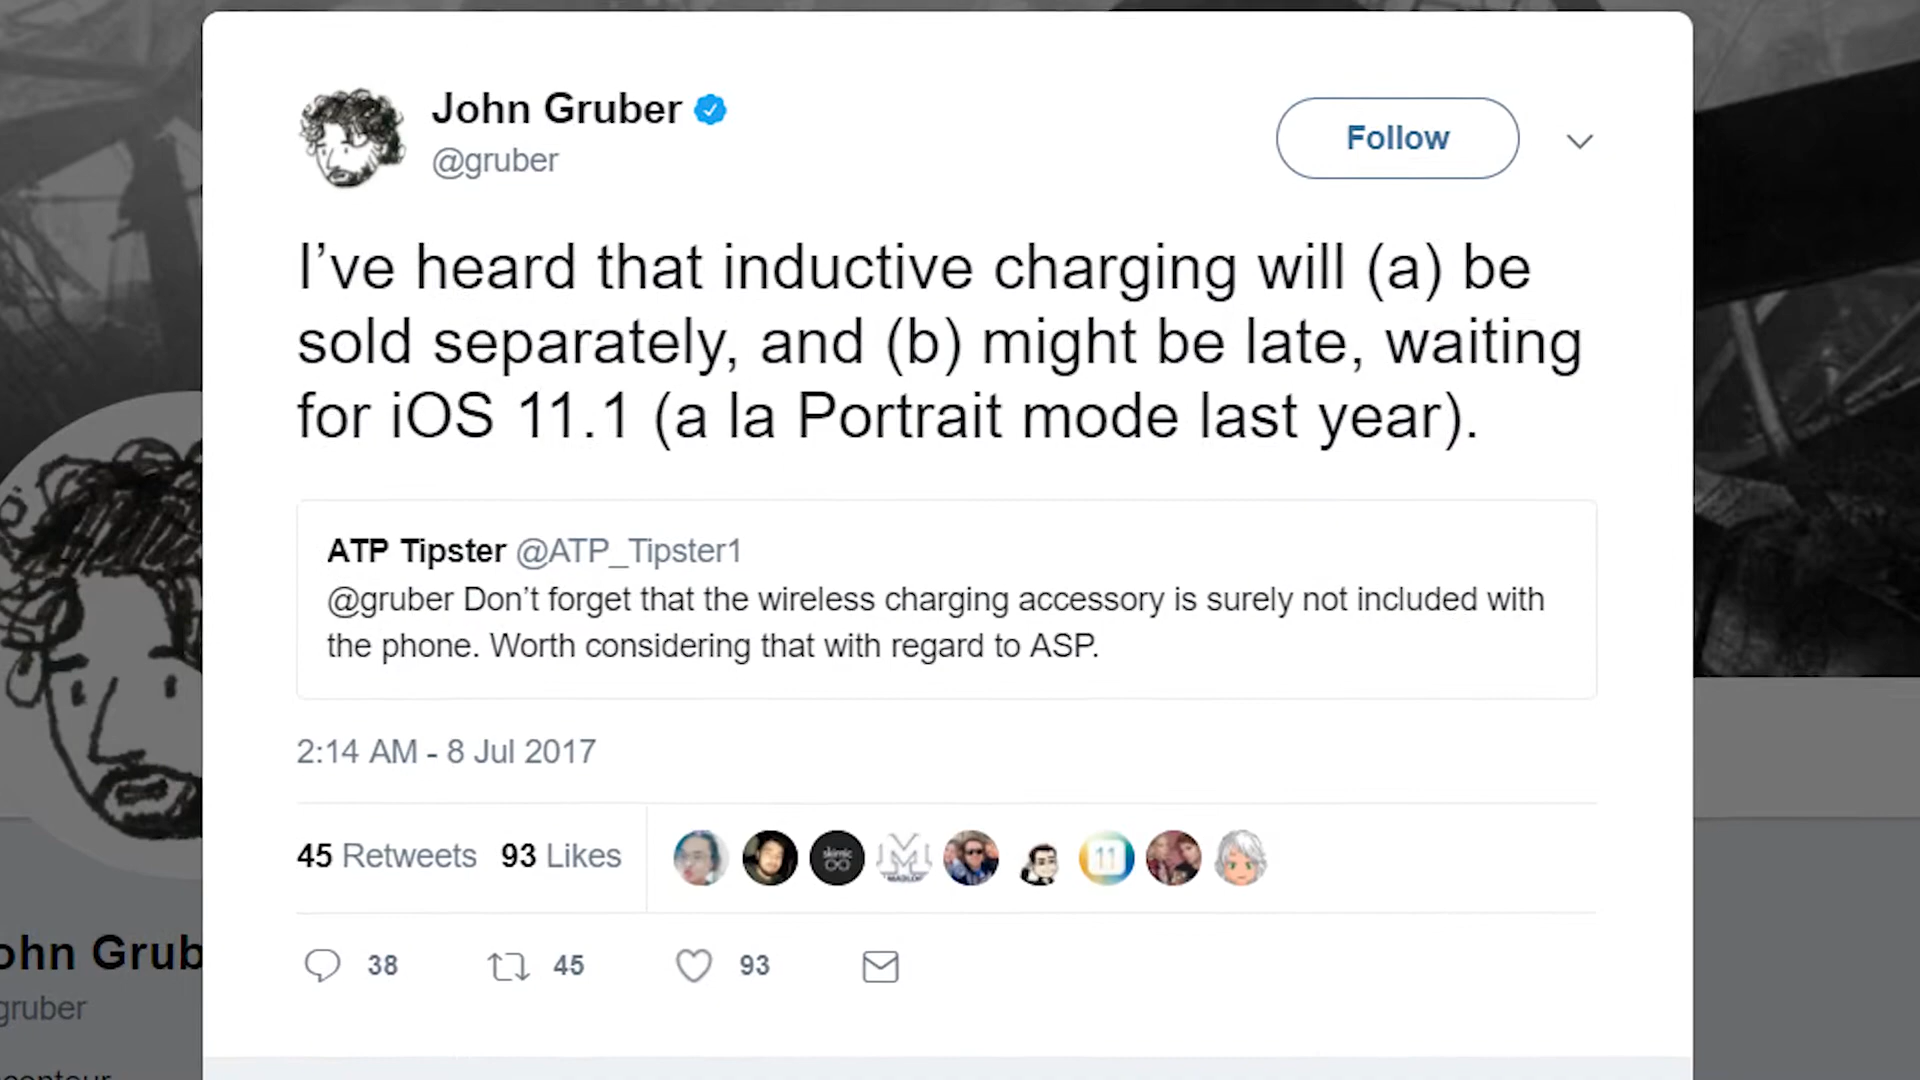 John Gruber
@gruber
Follow
I’ve heard that inductive charging will (a) be
sold separately, and (b) might be late, waiting
for iOS 11.1 (a la Portrait mode last year).
ATP Tipster @ATP_Tipster1
@gruber Don’t forget that the wireless charging accessory is surely not included with
the phone. Worth considering that with regard to ASP.
2:14 AM - 8 Jul 2017
45 Retweets 93 Likes
11
38 45 93
ohn Grub
gruber